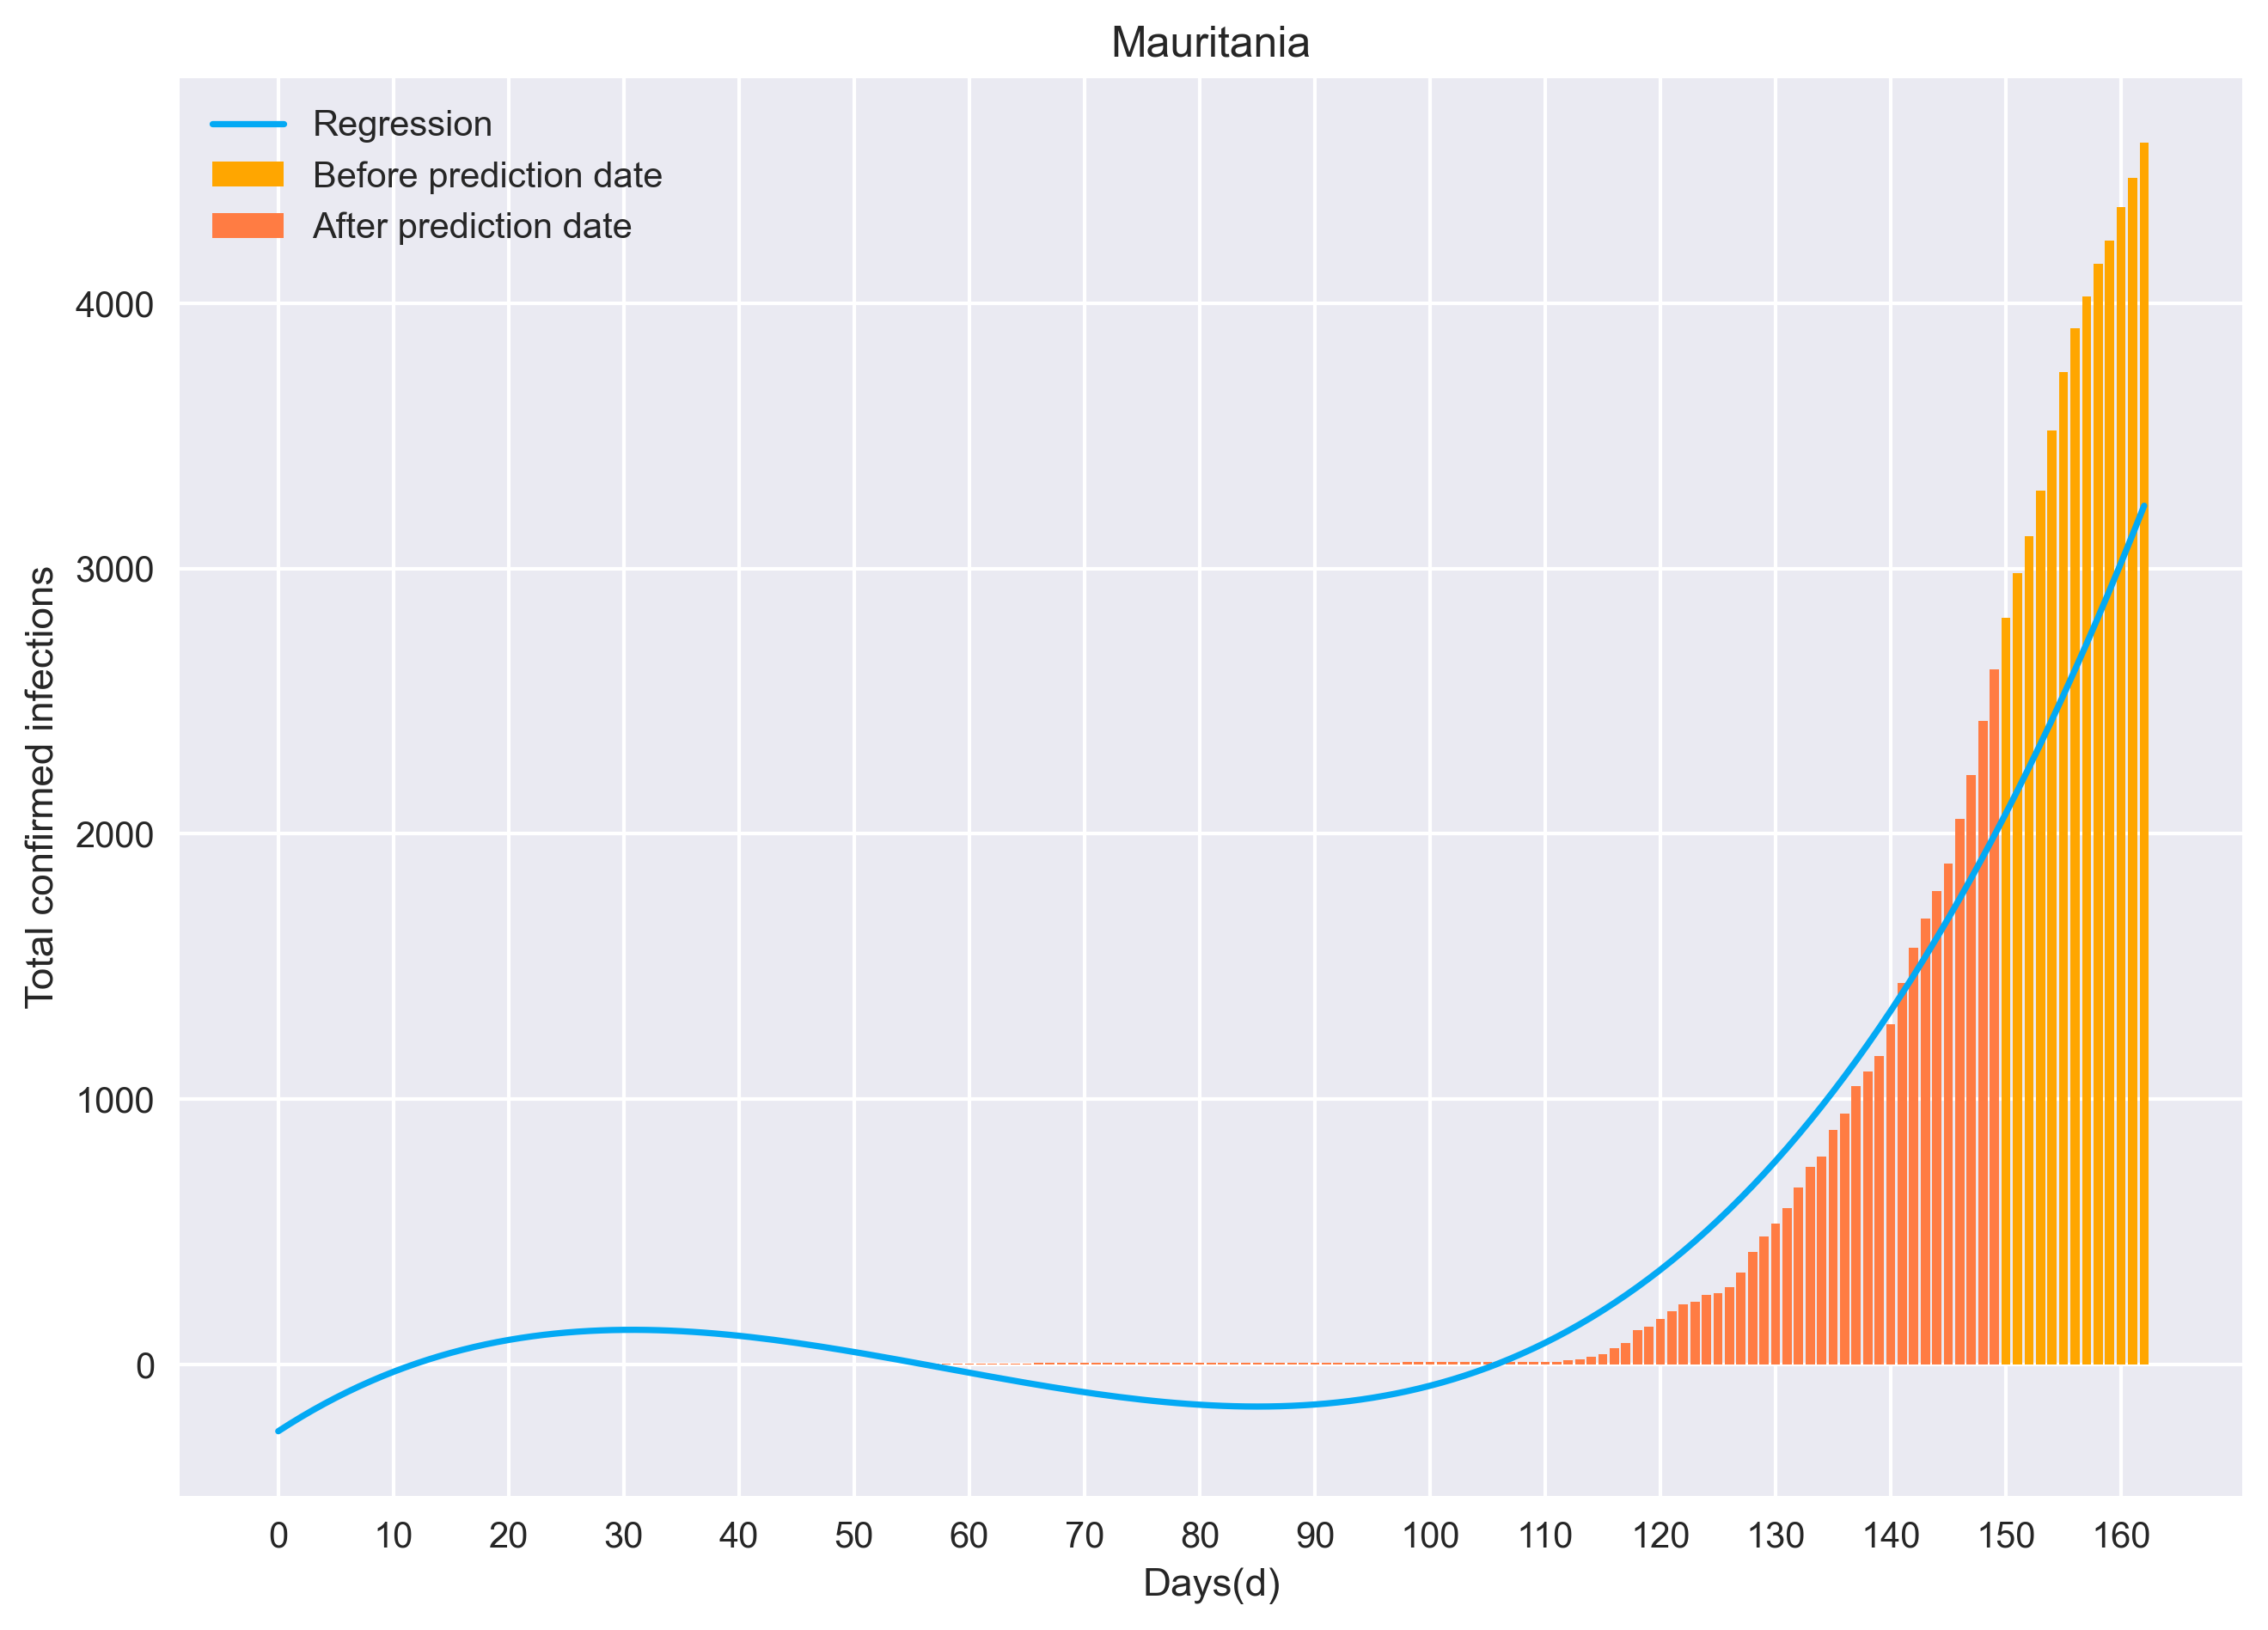 Mauritania
Regression
Before prediction date
After prediction date
4000
3000
2000
1000
0
Total confirmed infections
0 10 20 30 40 50 60 70 80 90 100 110 120 130 140 150 160
Days(d)